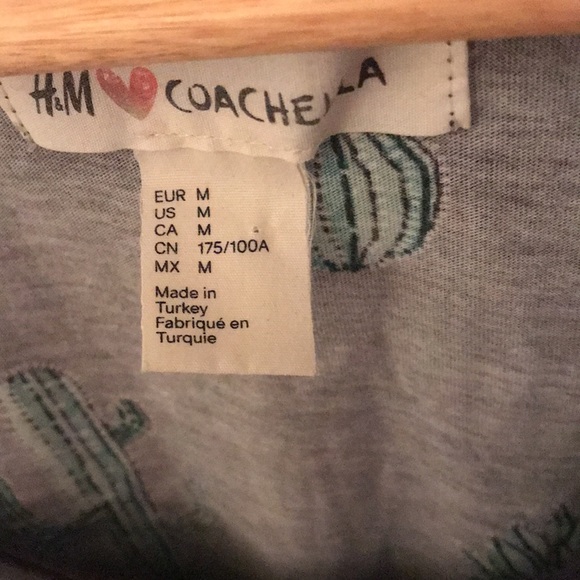 H&M COACHELLA
EUR M
US M
CA M
CN 175/100A
MX M
Made in
Turkey
Fabriqué en
Turquie